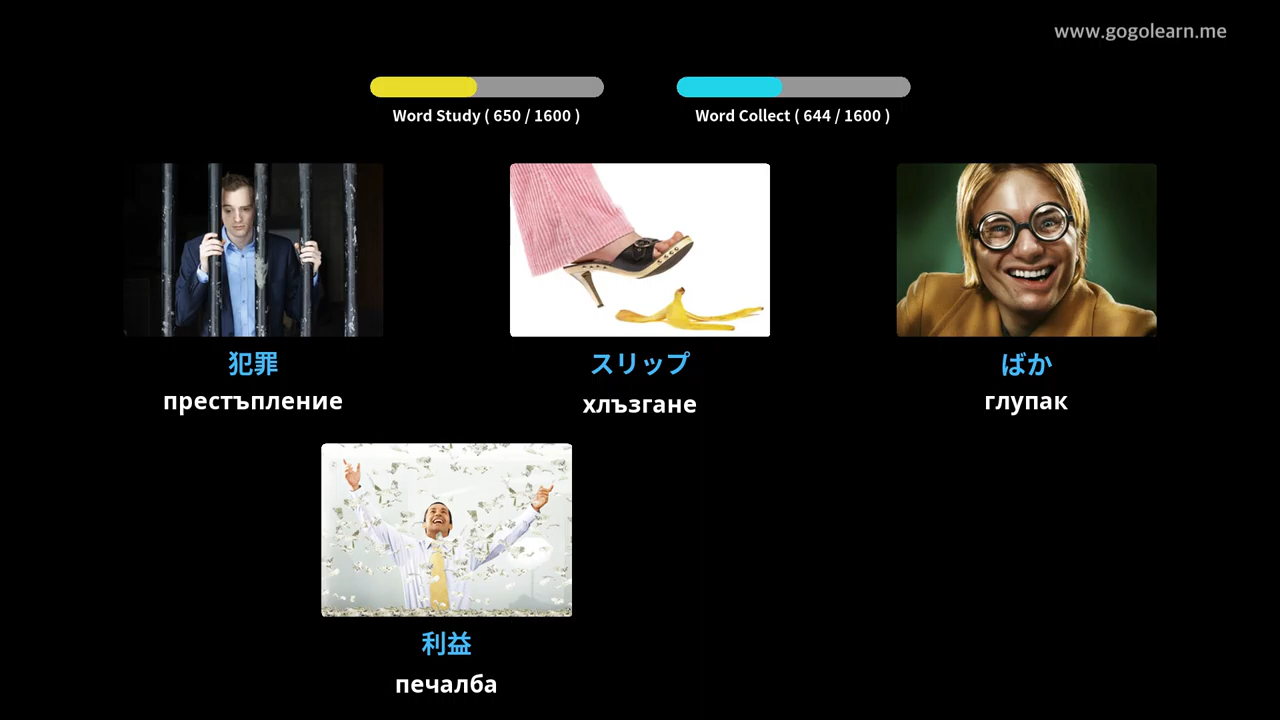 www.gogolearn.me
Word Study ( 650 / 1600 )
Word Collect ( 644 / 1600 )
犯罪
престъпление
スリップ
хлъзгане
ばか
глупак
利益
печалба